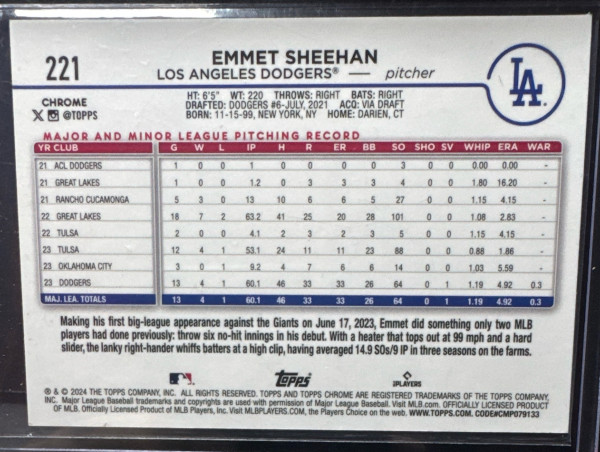 221
EMMET SHEEHAN
LOS ANGELES DODGERS® — pitcher
LA
CHROME
@TOPPS
HT: 6'5" WT: 220 THROWS: RIGHT BATS: RIGHT
DRAFTED: DODGERS #6-JULY, 2021 ACQ: VIA DRAFT
BORN: 11-15-99, NEW YORK, NY HOME: DARIEN, CT
MAJOR AND MINOR LEAGUE PITCHING RECORD
YR CLUB G W L IP H R ER BB SO SHO SV WHIP ERA WAR
21 ACL DODGERS 1 0 0 1 0 0 0 0 3 0 0 0.00 0.00 -
21 GREAT LAKES 1 0 0 1.2 0 3 3 3 4 0 0 1.80 16.20 -
21 RANCHO CUCAMONGA 5 3 0 13 10 6 6 5 27 0 0 1.15 4.15 -
22 GREAT LAKES 18 7 2 63.2 41 25 20 28 101 0 0 1.08 2.83 -
22 TULSA 2 0 0 4.1 2 3 2 3 5 0 0 1.15 4.15 -
23 TULSA 12 4 1 53.1 24 11 11 23 88 0 0 0.88 1.86 -
23 OKLAHOMA CITY 3 0 1 9.2 4 7 6 6 14 0 0 1.03 5.59 -
23 DODGERS 13 4 1 60.1 46 33 33 26 64 0 1 1.19 4.92 0.3
MAJ. LEA. TOTALS 13 4 1 60.1 46 33 33 26 64 0 1 1.19 4.92 0.3
Making his first big-league appearance against the Giants on June 17, 2023, Emmet did something only two MLB
players had done previously: throw six no-hit innings in his debut. With a heater that tops out at 99 mph and a hard
slider, the lanky right-hander whiffs batters at a high clip, having averaged 14.9 SOs/9 IP in three seasons on the farms.
Topps
PLAYERS
® & © 2024 THE TOPPS COMPANY, INC. ALL RIGHTS RESERVED. TOPPS AND TOPPS CHROME ARE REGISTERED TRADEMARKS OF THE TOPPS COMPANY,
INC. Major League Baseball trademarks and copyrights are used with permission of Major League Baseball. Visit MLB.com. OFFICIALLY LICENSED PRODUCT
OF MLB. Officially Licensed Product of MLB Players, Inc. Visit MLBPLAYERS.COM, the Players Choice on the web. WWW.TOPPS.COM. CODE#CMP079133